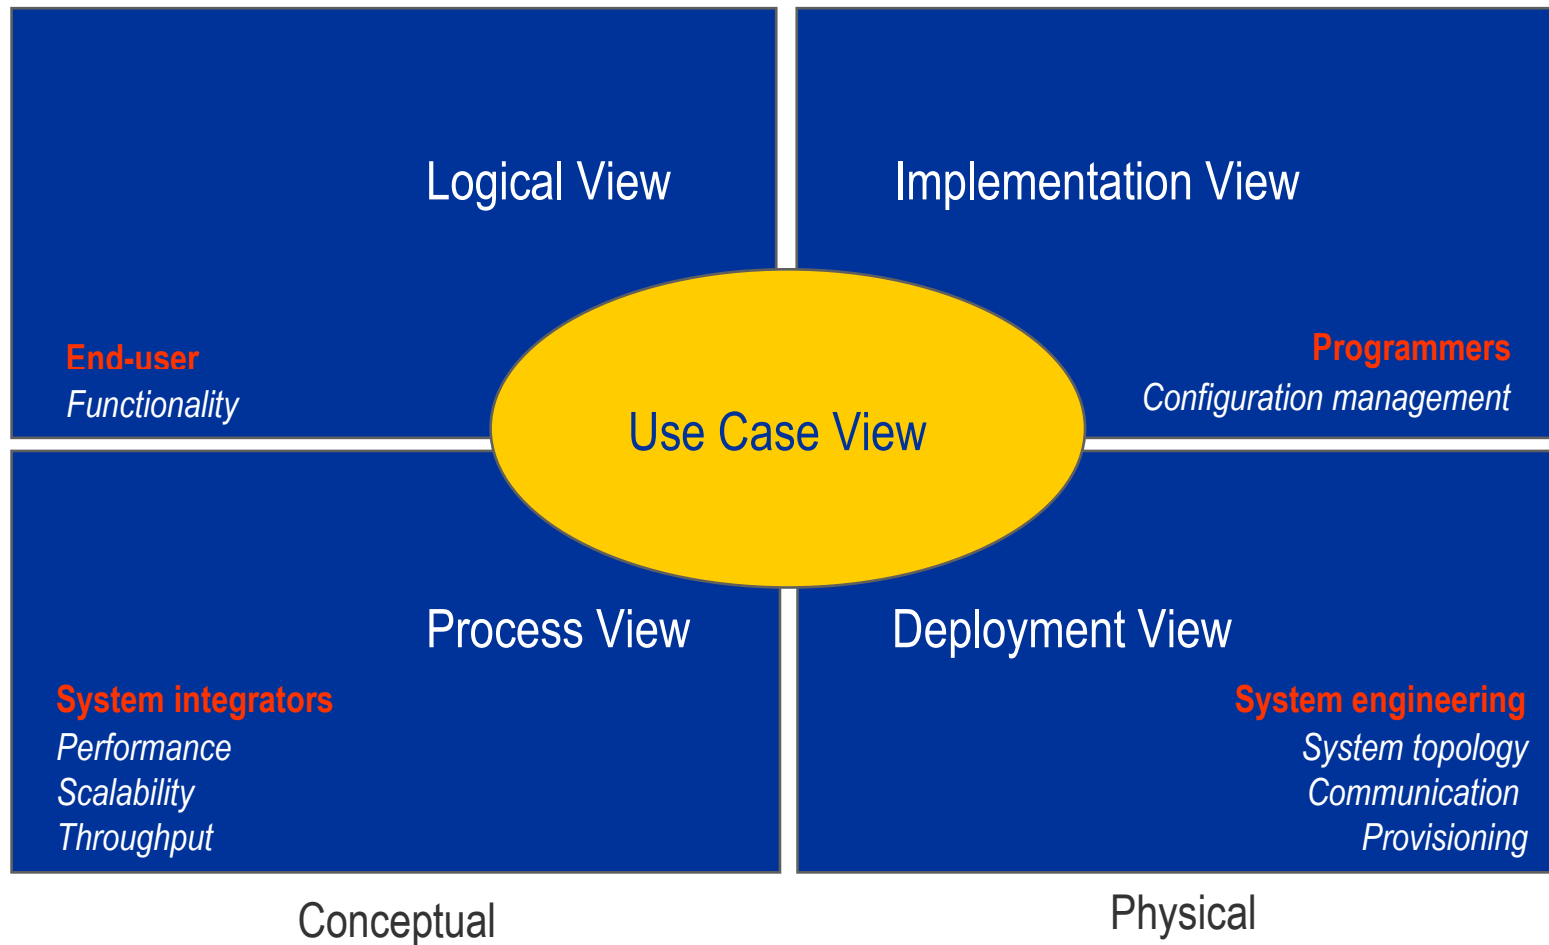 Logical View
End-user
Functionality
Implementation View
Programmers
Configuration management
Use Case View
Process View
System integrators
Performance
Scalability
Throughput
Deployment View
System engineering
System topology
Communication
Provisioning
Conceptual
Physical